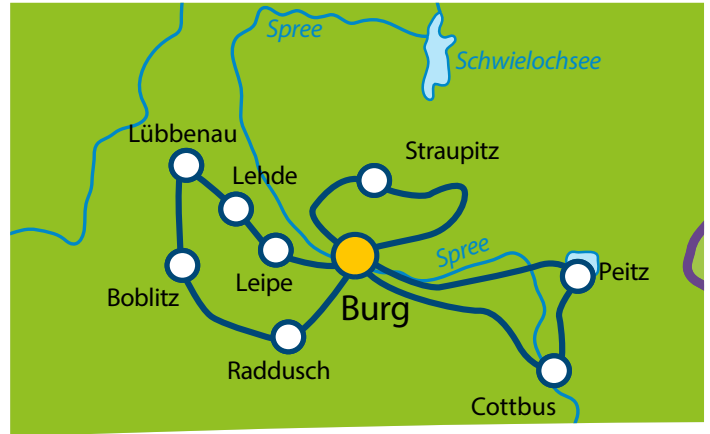 Spree
Schwielochsee
Lübbenau
Straupitz
Lehde
Spree
Leipe
Peitz
Boblitz
Burg
Raddusch
Cottbus